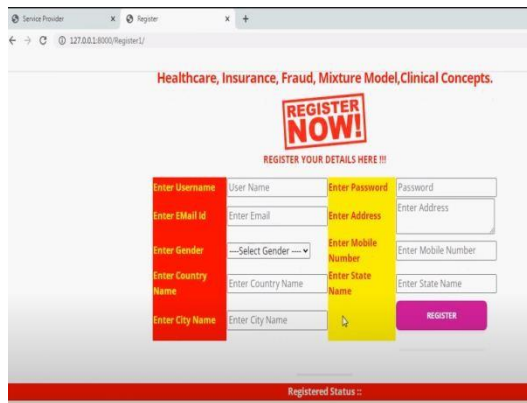 Service Provider x Register x +
127.0.0.1:8000/Register1/
Healthcare, Insurance, Fraud, Mixture Model,Clinical Concepts.
REGISTER
NOW!
REGISTER YOUR DETAILS HERE !!!
Enter Username User Name Enter Password Password
Enter EMail Id Enter Email Enter Address Enter Address
Enter Gender ----Select Gender ---- Enter Mobile Number Enter Mobile Number
Enter Country Name Enter Country Name Enter State Name Enter State Name
Enter City Name Enter City Name REGISTER
Registered Status ::